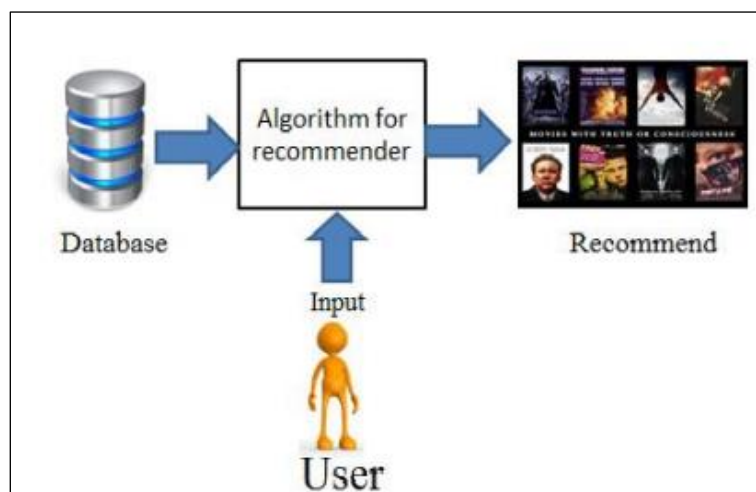 Algorithm for
recommender
MOVIES WITH TRUTH OR CONSCIOUSNESS
Database
Recommend
Input
User